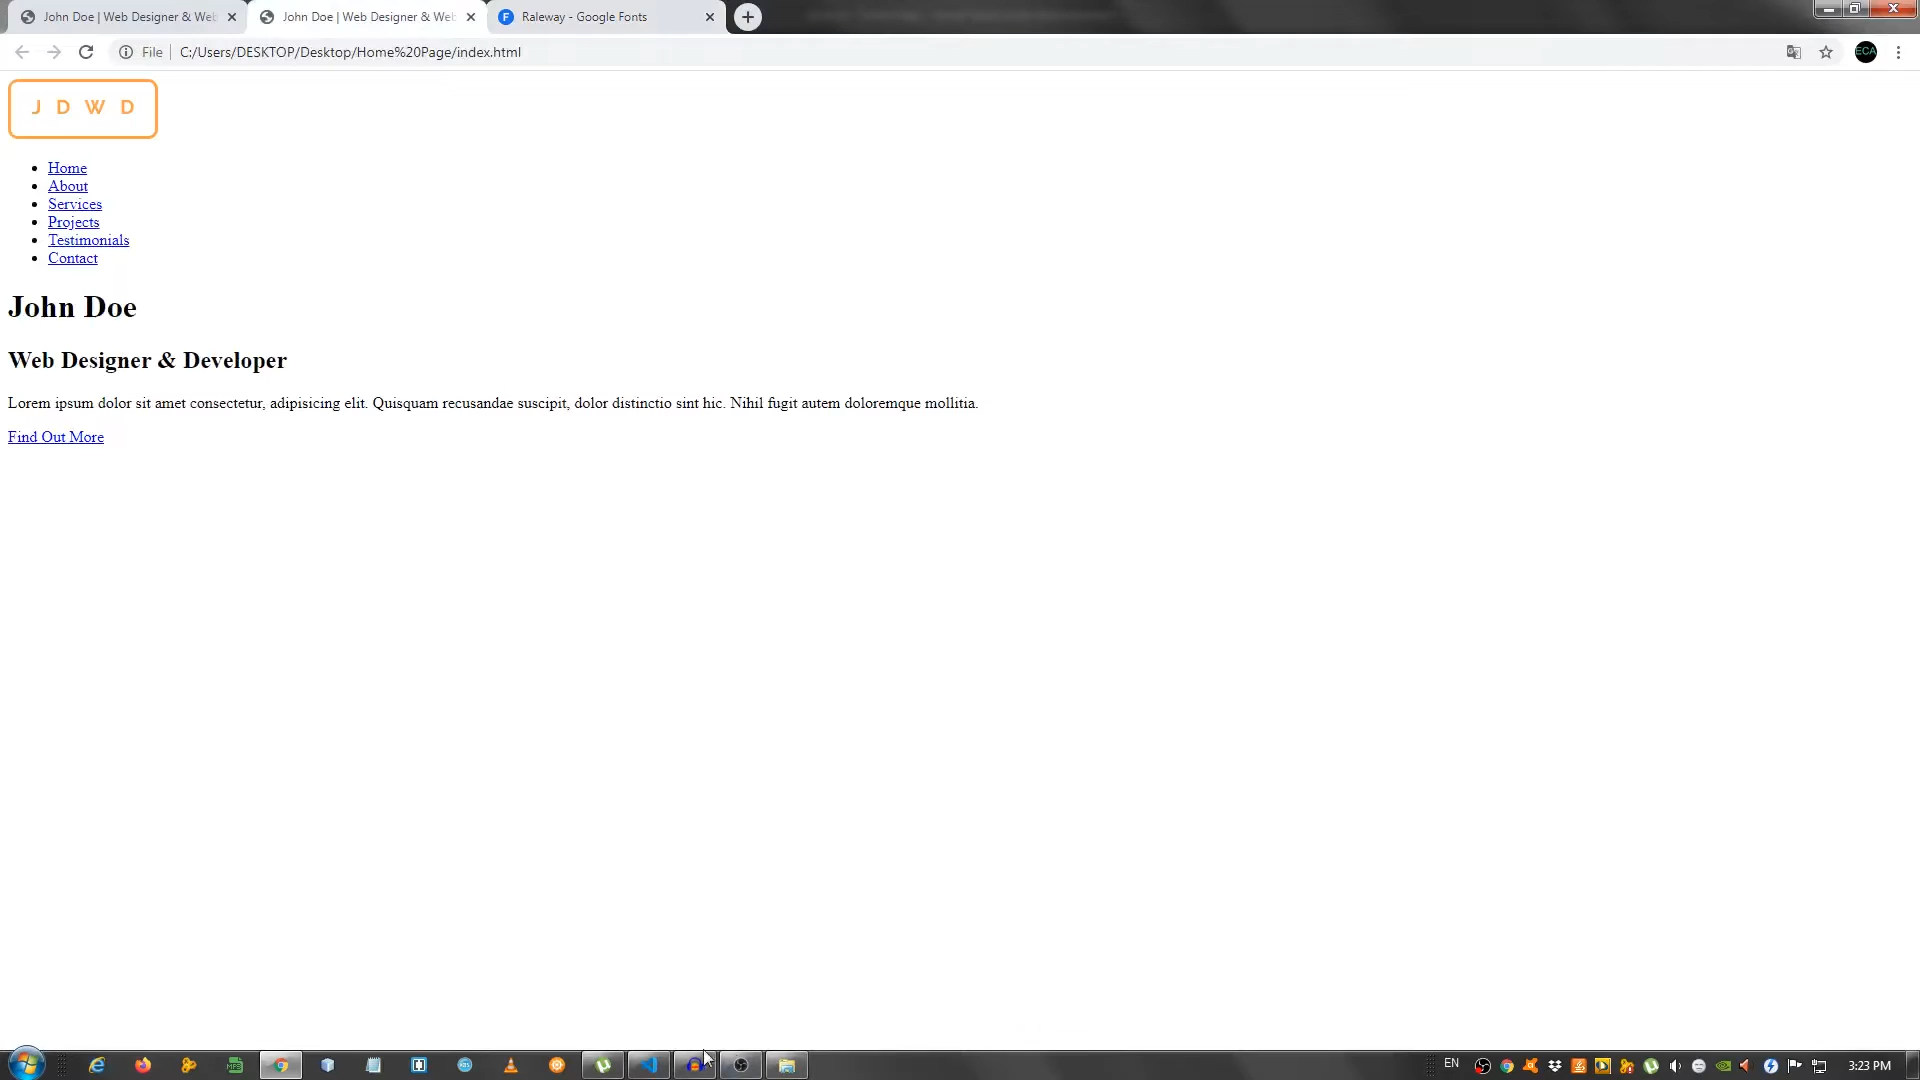 John Doe | Web Designer & Web
John Doe | Web Designer & Web
Raleway - Google Fonts
File
C:/Users/DESKTOP/Desktop/Home%20Page/index.html
ECA
J D W D
Home
About
Services
Projects
Testimonials
Contact
John Doe
Web Designer & Developer
Lorem ipsum dolor sit amet consectetur, adipisicing elit. Quisquam recusandae suscipit, dolor distinctio sint hic. Nihil fugit autem doloremque mollitia.
Find Out More
EN
3:23 PM